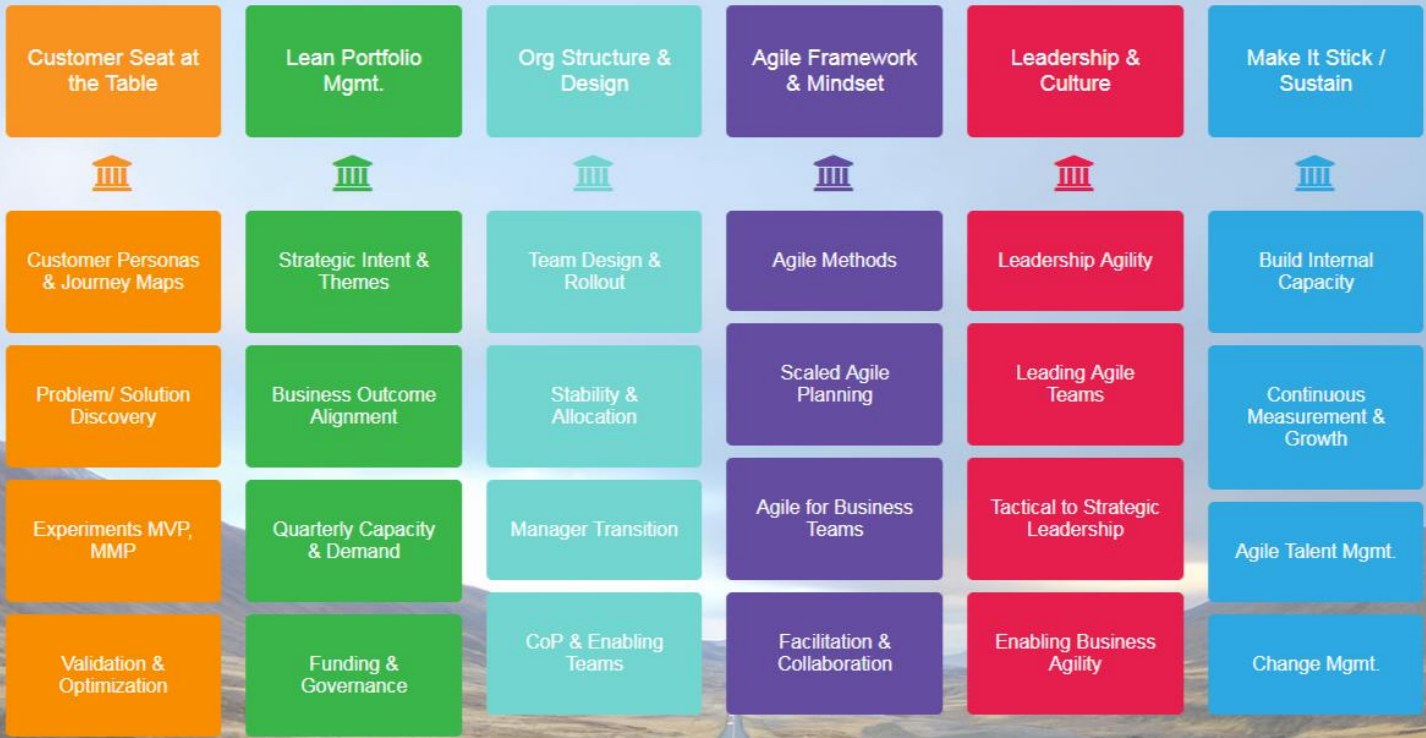 Customer Seat at
the Table
Lean Portfolio
Mgmt.
Org Structure &
Design
Agile Framework
& Mindset
Leadership &
Culture
Make It Stick /
Sustain
Customer Personas
& Journey Maps
Strategic Intent &
Themes
Team Design &
Rollout
Agile Methods
Leadership Agility
Build Internal
Capacity
Problem/ Solution
Discovery
Business Outcome
Alignment
Stability &
Allocation
Scaled Agile
Planning
Leading Agile
Teams
Continuous
Measurement &
Growth
Experiments MVP,
MMP
Quarterly Capacity
& Demand
Manager Transition
Agile for Business
Teams
Tactical to Strategic
Leadership
Agile Talent Mgmt.
Validation &
Optimization
Funding &
Governance
CoP & Enabling
Teams
Facilitation &
Collaboration
Enabling Business
Agility
Change Mgmt.